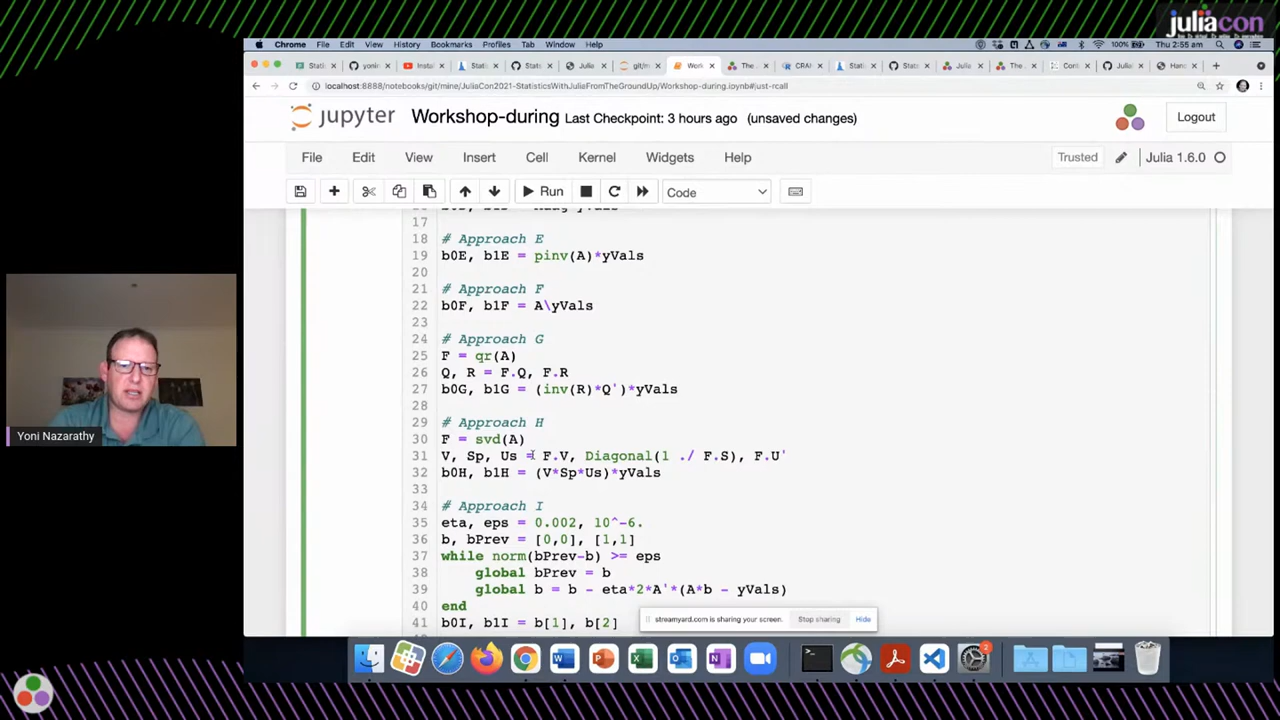 juliacon
Chrome File Edit View History Bookmarks Profiles Tab Window Help
100% Thu 2:55 am
localhost:8888/notebooks/git/mine/JuliaCon2021-StatisticsWithJuliaFromTheGroundUp/Workshop-during.ipynb#just-rcall
jupyter Workshop-during Last Checkpoint: 3 hours ago (unsaved changes) Logout
File Edit View Insert Cell Kernel Widgets Help Trusted Julia 1.6.0
Run Code
17
18 # Approach E
19 b0E, b1E = pinv(A)*yVals
20
21 # Approach F
22 b0F, b1F = A\yVals
23
24 # Approach G
25 F = qr(A)
26 Q, R = F.Q, F.R
27 b0G, b1G = (inv(R)*Q')*yVals
28
29 # Approach H
30 F = svd(A)
31 V, Sp, Us = F.V, Diagonal(1 ./ F.S), F.U'
32 b0H, b1H = (V*Sp*Us)*yVals
33
34 # Approach I
35 eta, eps = 0.002, 10^-6.
36 b, bPrev = [0,0], [1,1]
37 while norm(bPrev-b) >= eps
38 global bPrev = b
39 global b = b - eta*2*A'*(A*b - yVals)
40 end
41 b0I, b1I = b[1], b[2]
streamyard.com is sharing your screen. Stop sharing Hide
Yoni Nazarathy